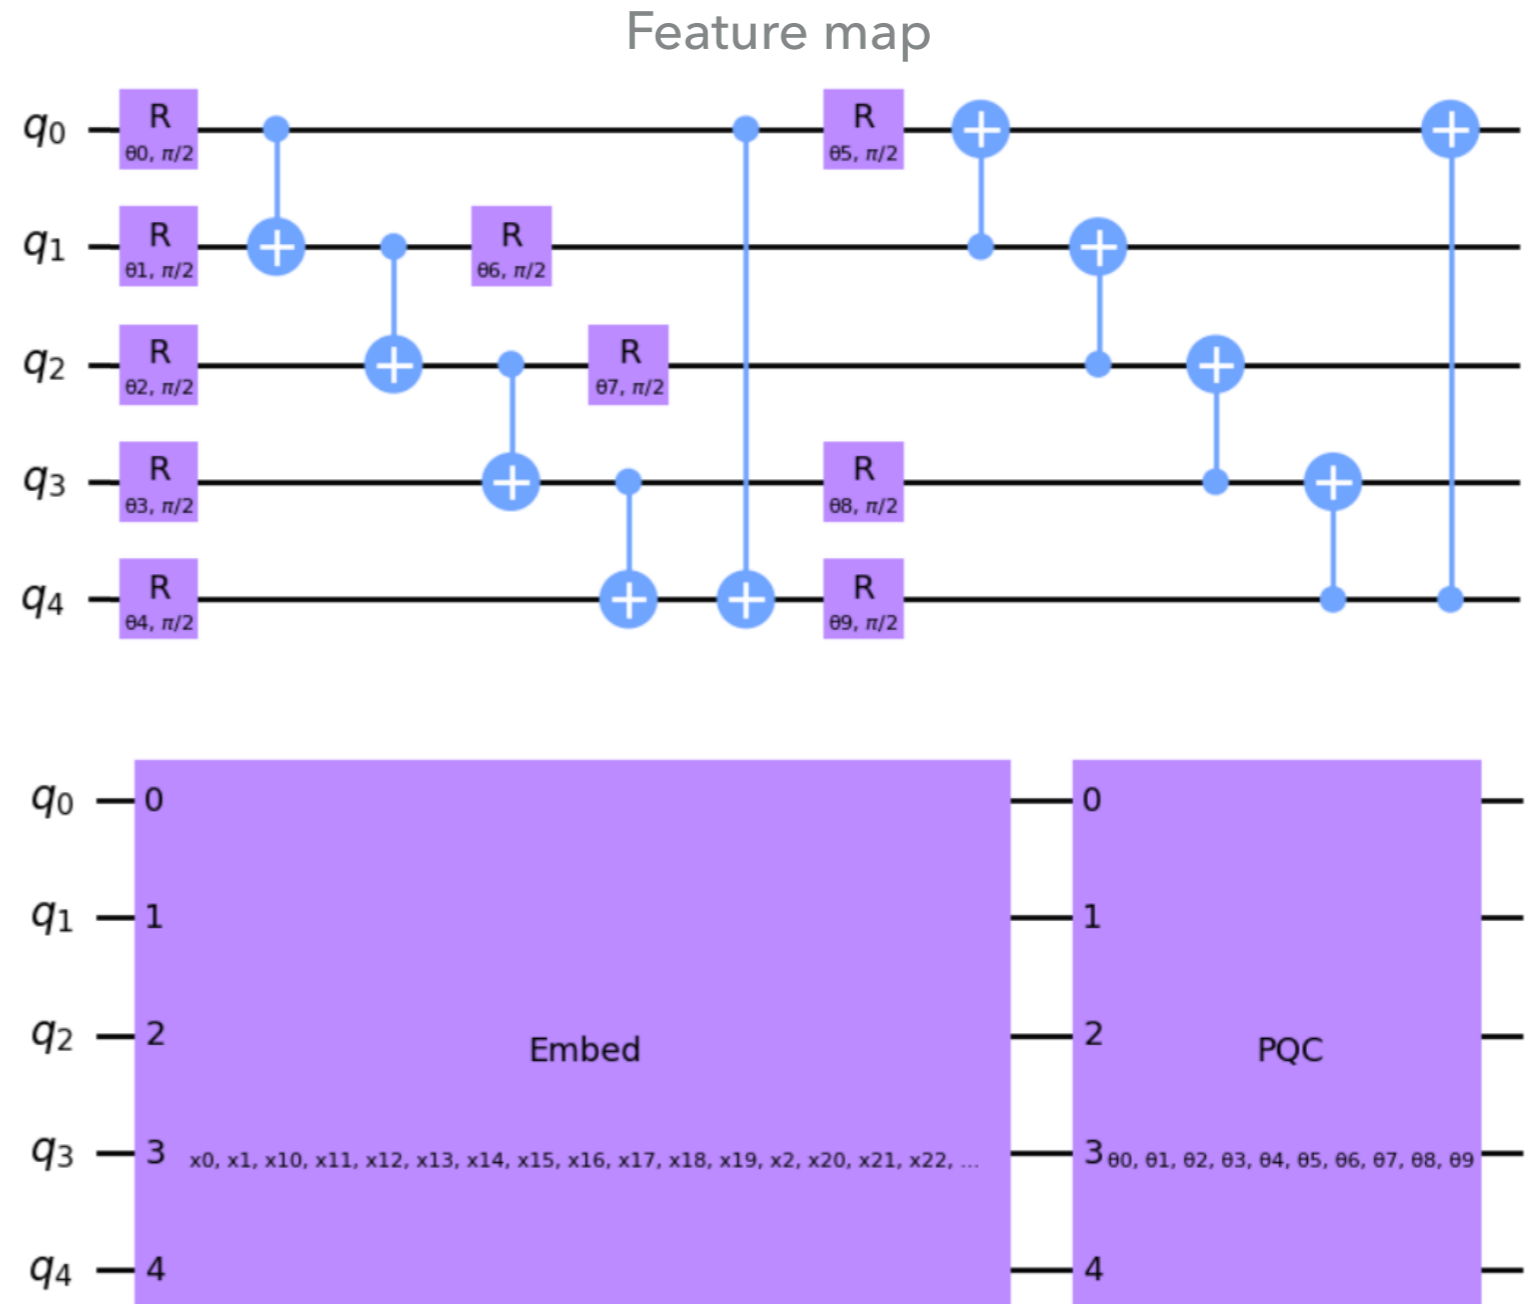 Feature map
q0 R R
θ0, π/2 θ5, π/2
q1 R R
θ1, π/2 θ6, π/2
q2 R R
θ2, π/2 θ7, π/2
q3 R R
θ3, π/2 θ8, π/2
q4 R R
θ4, π/2 θ9, π/2
q0 0 0
q1 1 1
q2 2 2
Embed PQC
q3 3 3
x0, x1, x10, x11, x12, x13, x14, x15, x16, x17, x18, x19, x2, x20, x21, x22, ... θ0, θ1, θ2, θ3, θ4, θ5, θ6, θ7, θ8, θ9
q4 4 4